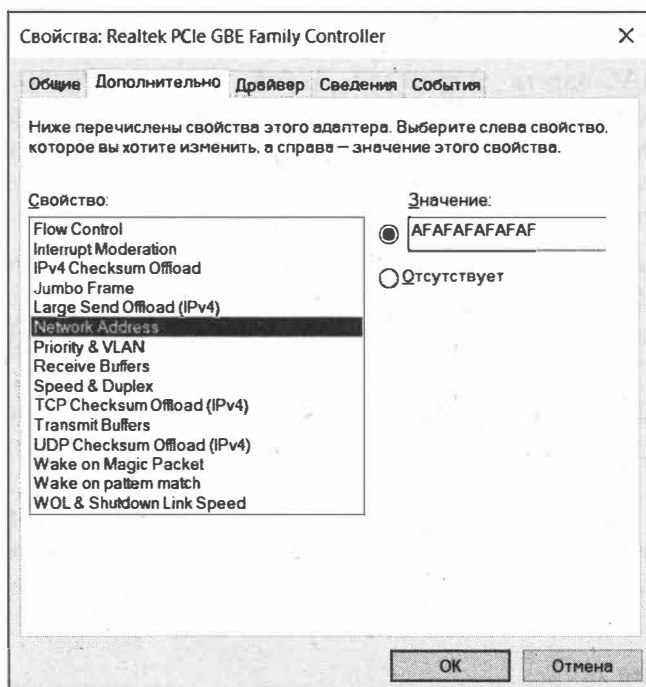 Свойства: Realtek PCIe GBE Family Controller
Общие Дополнительно Драйвер Сведения События
Ниже перечислены свойства этого адаптера. Выберите слева свойство,
которое вы хотите изменить, а справа — значение этого свойства.
Свойство:
Значение:
Flow Control
Interrupt Moderation
IPv4 Checksum Offload
Jumbo Frame
Large Send Offload (IPv4)
Network Address
Priority & VLAN
Receive Buffers
Speed & Duplex
TCP Checksum Offload (IPv4)
Transmit Buffers
UDP Checksum Offload (IPv4)
Wake on Magic Packet
Wake on pattern match
WOL & Shutdown Link Speed
AFAFAFAFAFAF
Отсутствует
OK Отмена